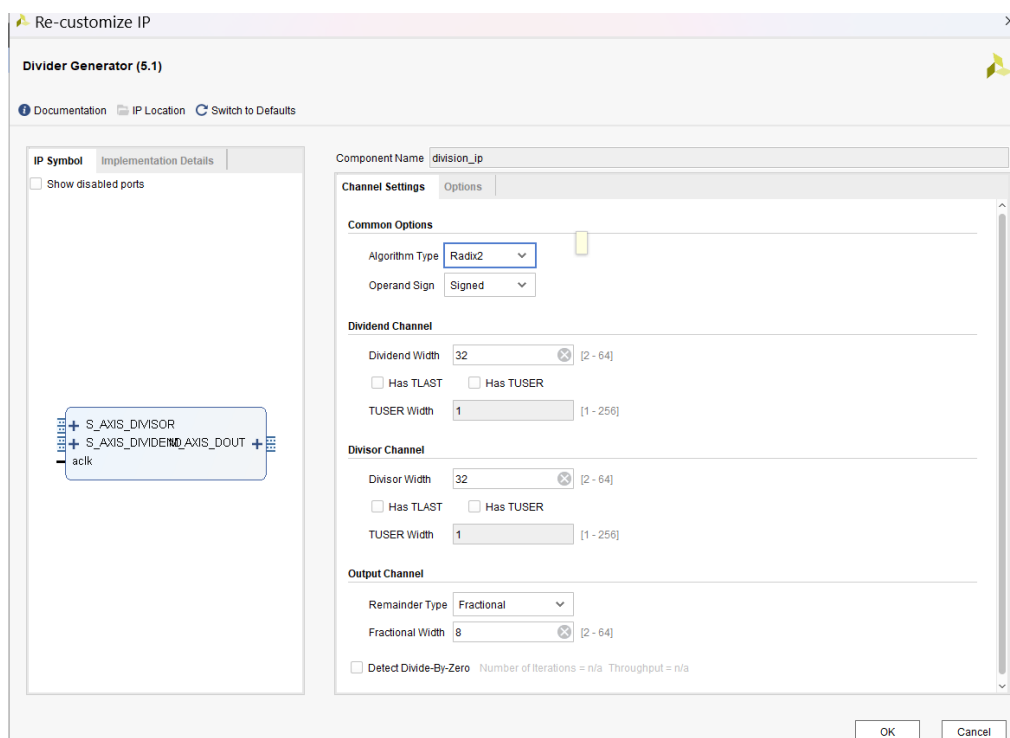 Re-customize IP
Divider Generator (5.1)
Documentation IP Location Switch to Defaults
IP Symbol Implementation Details
Show disabled ports
S_AXIS_DIVISOR
S_AXIS_DIVIDEND M_AXIS_DOUT
aclk
Component Name division_ip
Channel Settings Options
Common Options
Algorithm Type Radix2
Operand Sign Signed
Dividend Channel
Dividend Width 32 [2 - 64]
Has TLAST Has TUSER
TUSER Width 1 [1 - 256]
Divisor Channel
Divisor Width 32 [2 - 64]
Has TLAST Has TUSER
TUSER Width 1 [1 - 256]
Output Channel
Remainder Type Fractional
Fractional Width 8 [2 - 64]
Detect Divide-By-Zero Number of Iterations = n/a Throughput = n/a
OK Cancel